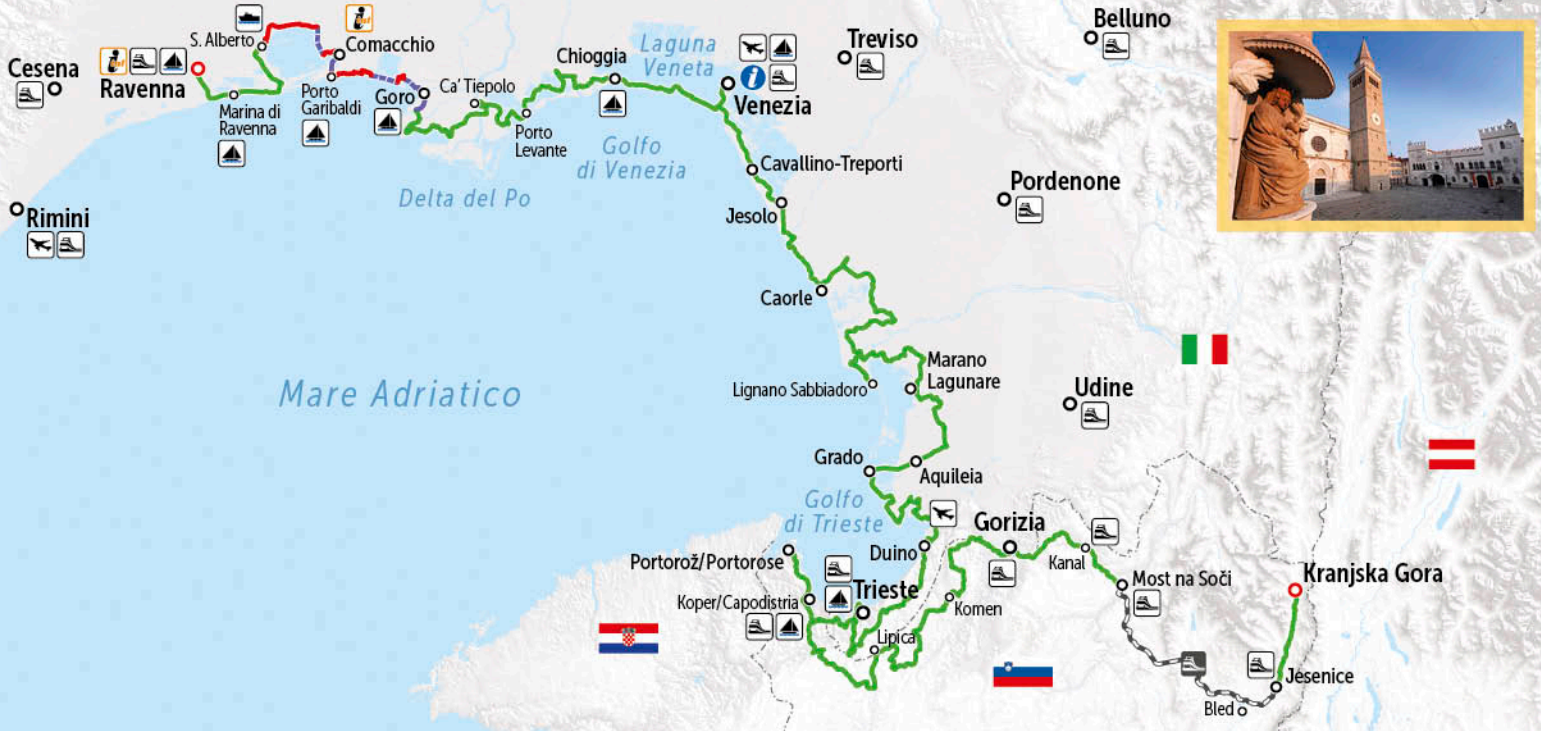 Belluno
Treviso
Laguna
Veneta
Chioggia
Comacchio
S. Alberto
Cesena
Ravenna
Ca' Tiepolo
Goro
Venezia
Marina di
Ravenna
Porto
Garibaldi
Porto
Levante
Golfo
di Venezia
Cavallino-Treporti
Delta del Po
Pordenone
Rimini
Jesolo
Caorle
Marano
Lagunare
Mare Adriatico
Lignano Sabbiadoro
Udine
Grado
Aquileia
Golfo
di Trieste
Gorizia
Duino
Portorož/Portorose
Kanal
Most na Soči
Kranjska Gora
Trieste
Koper/Capodistria
Komen
Lipica
Jesenice
Bled